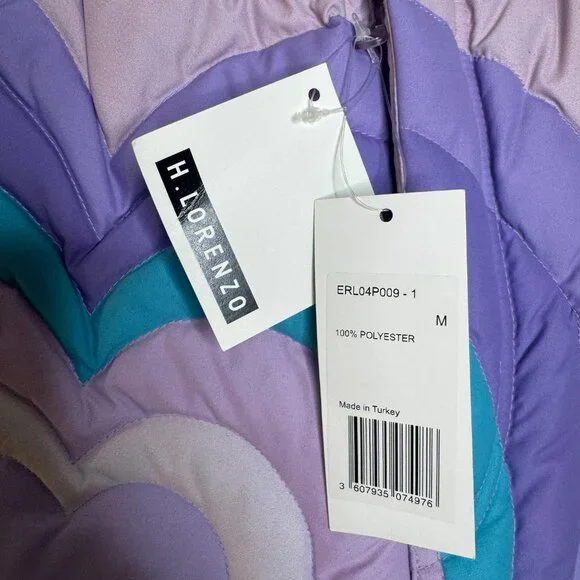 H. LORENZO
ERL04P009 - 1
M
100% POLYESTER
Made in Turkey
3 607935 074976